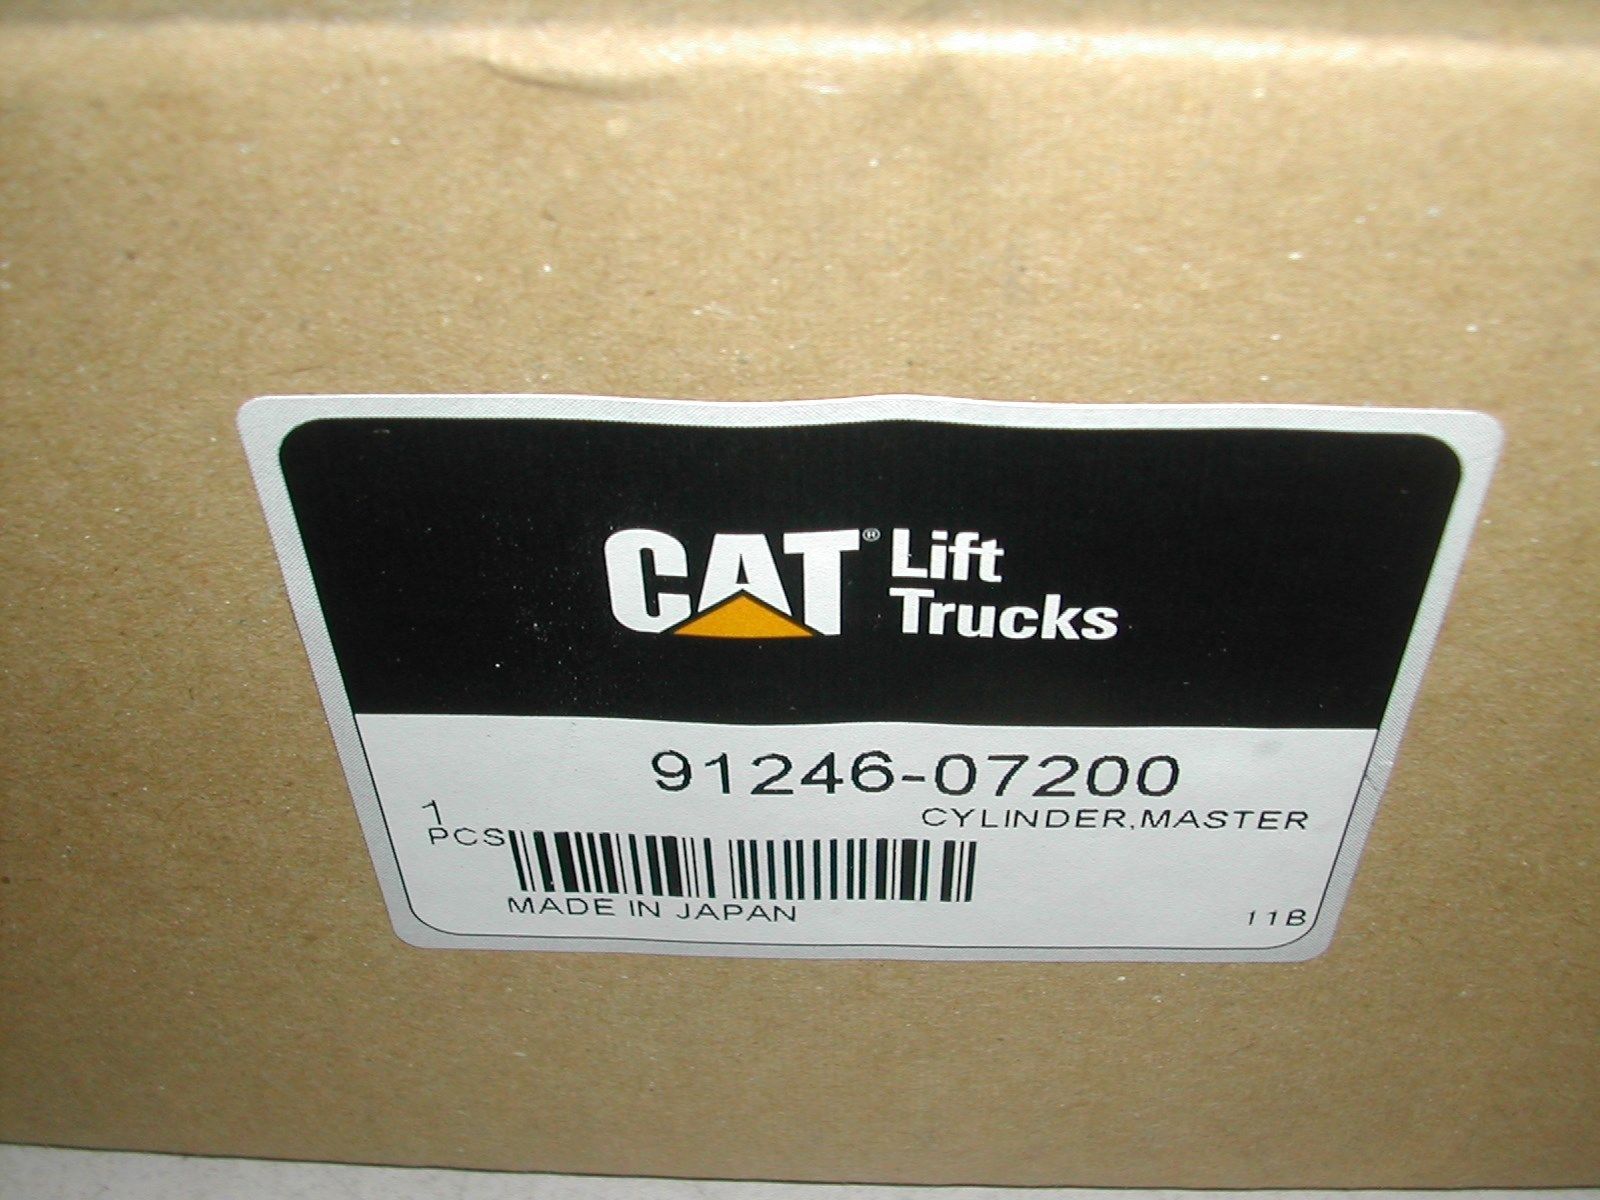 CAT® Lift
Trucks
91246-07200
CYLINDER,MASTER
1
PCS
MADE IN JAPAN
11B